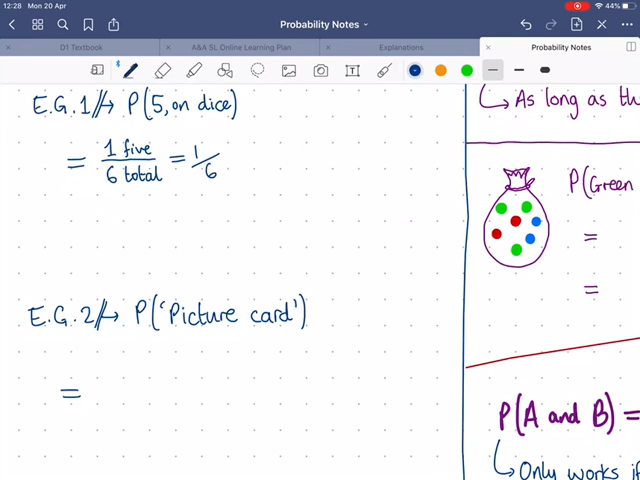 12:28 Mon 20 Apr
44%
Probability Notes
D1 Textbook
A&A SL Online Learning Plan
Explanations
Probability Notes
E.G.1//→ P(5, on dice)
= 1 five / 6 total = 1/6
E.G.2//→ P('Picture card')
=
↳ As long as the
P(Green
=
=
P(A and B) =
↳ Only works if